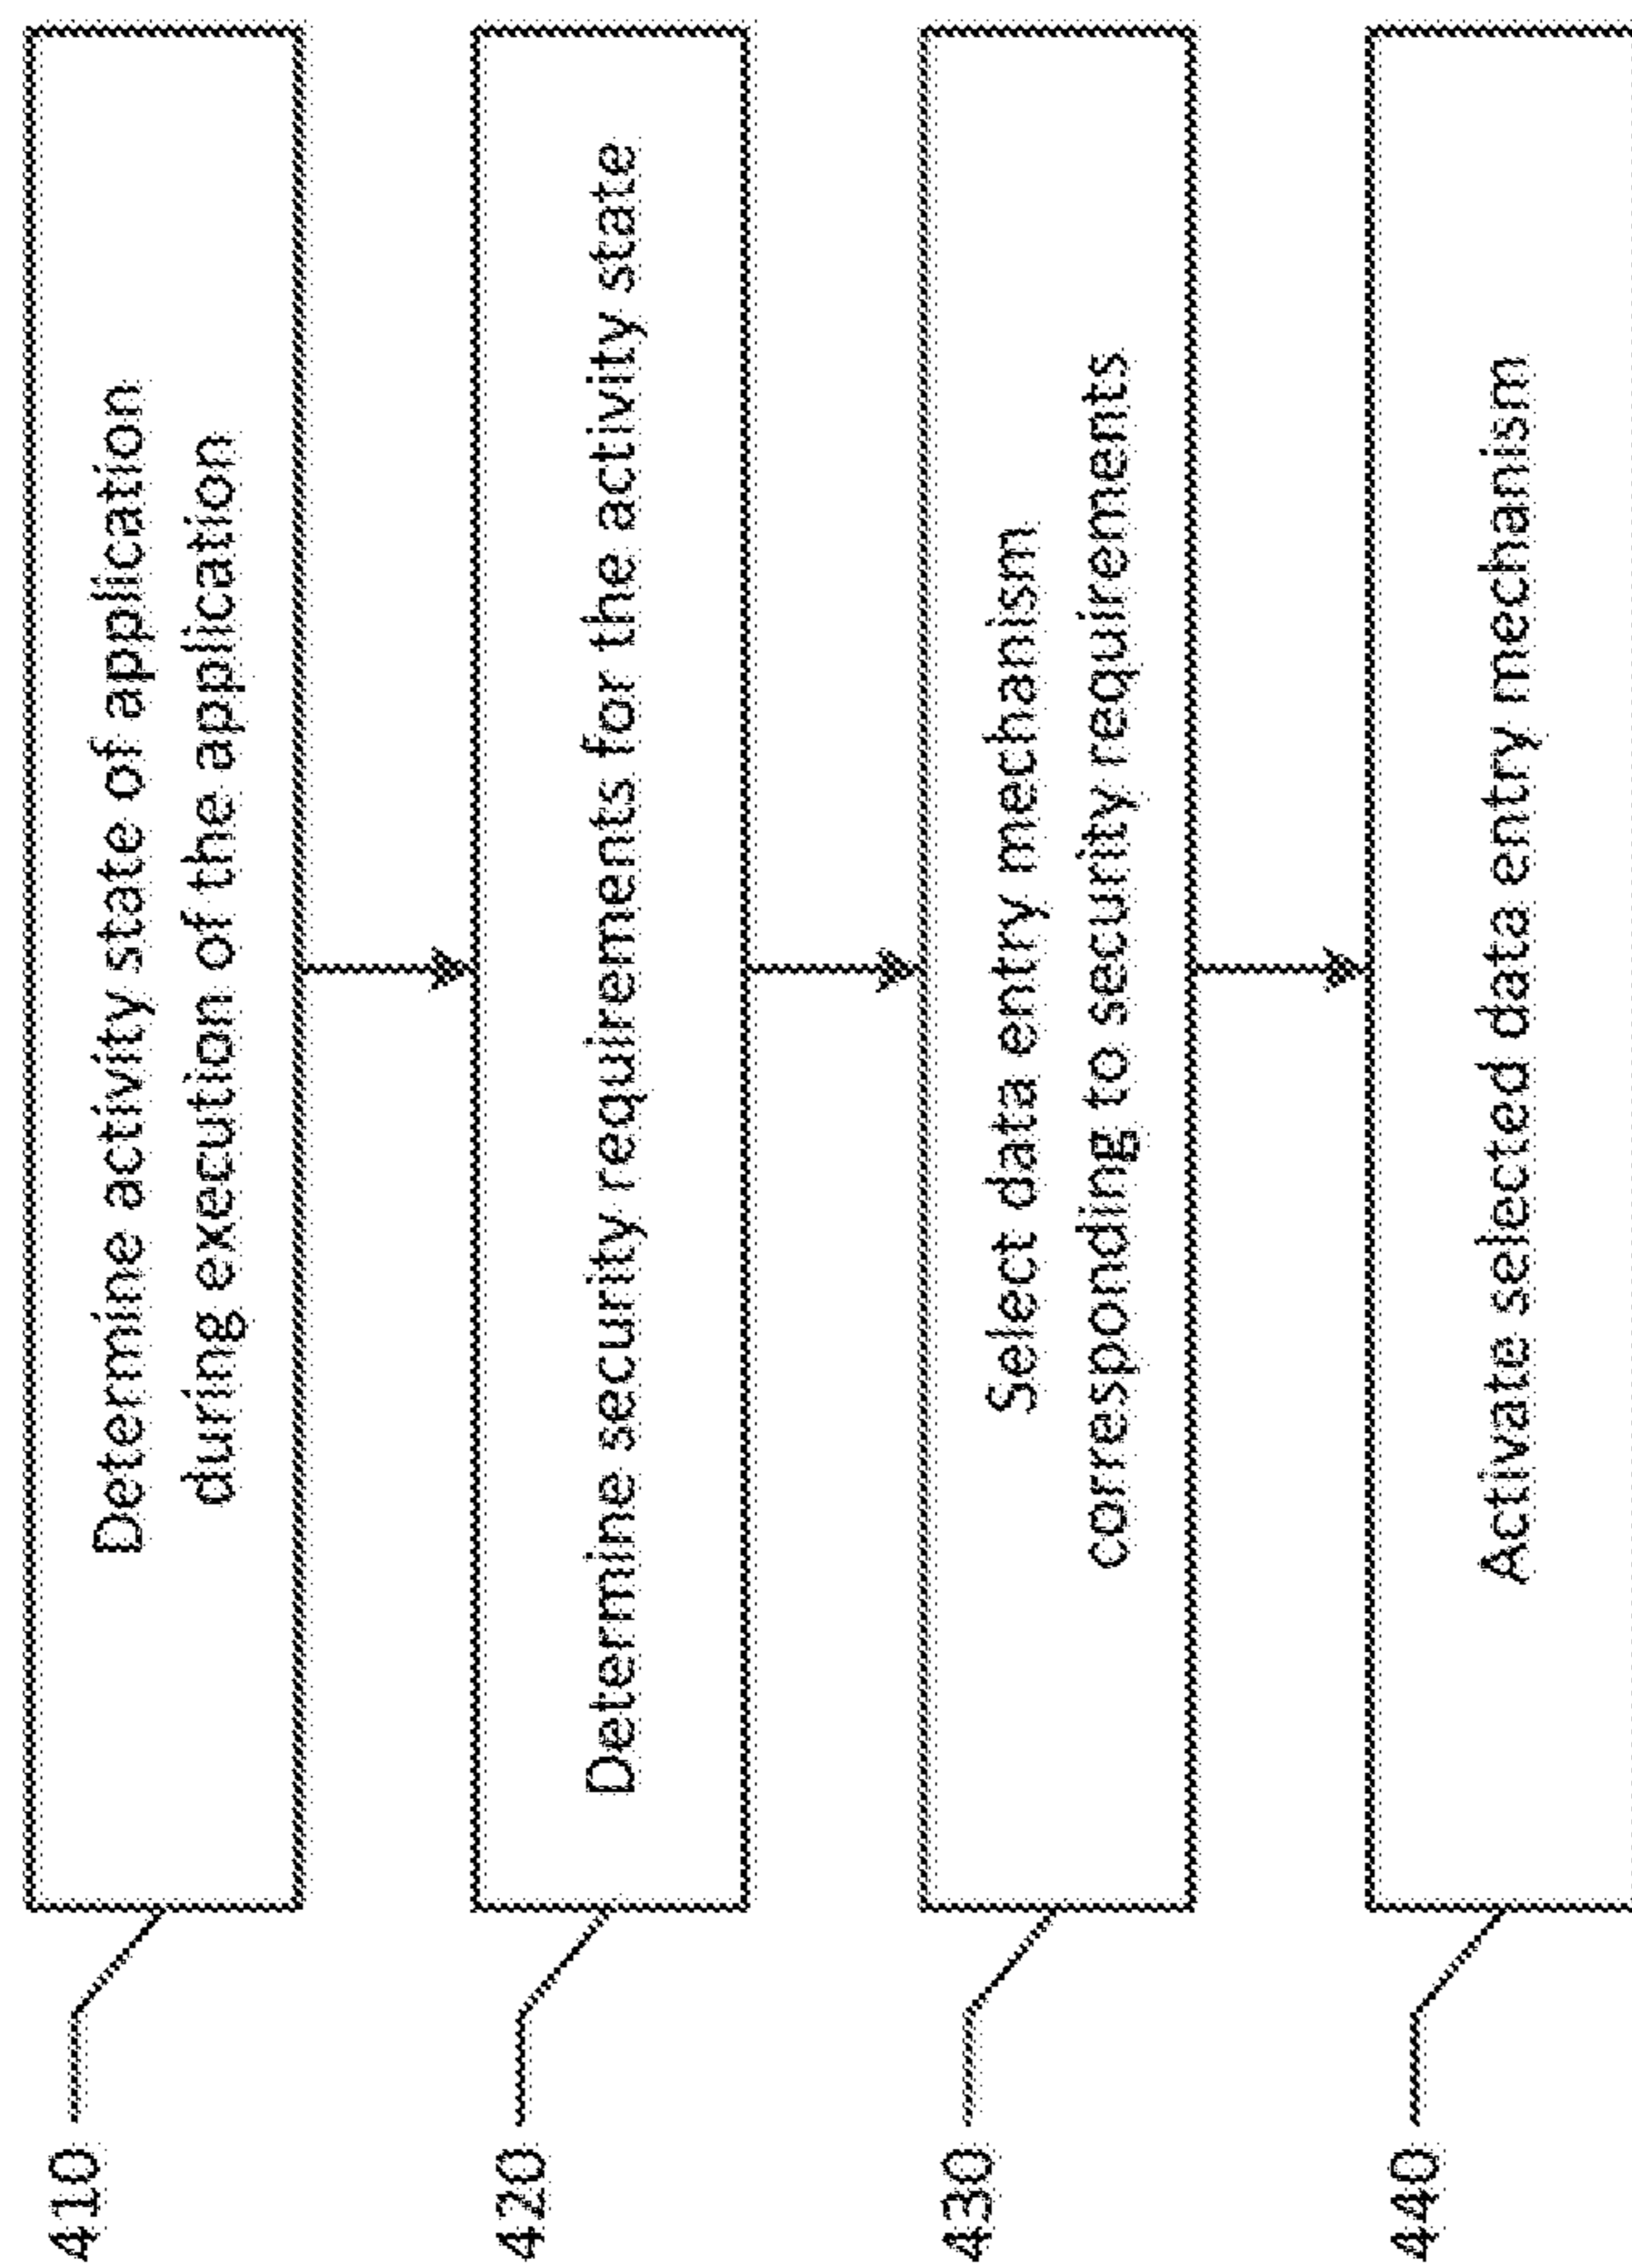 410
Determine activity state of application
during execution of the application
420
Determine security requirements for the activity state
430
Select data entry mechanism
corresponding to security requirements
440
Activate selected data entry mechanism